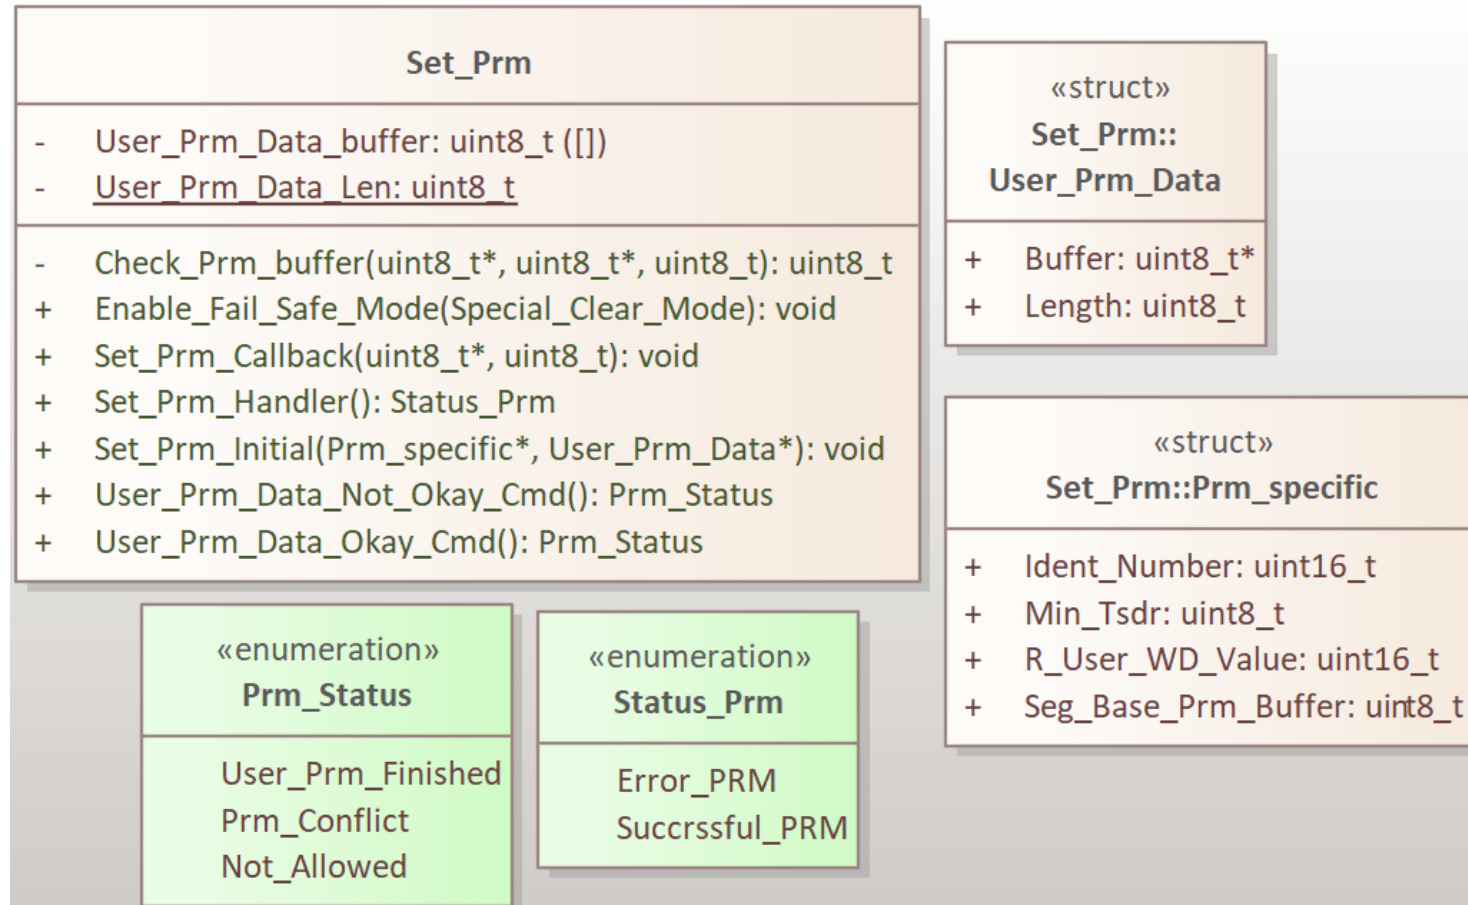 Set_Prm
- User_Prm_Data_buffer: uint8_t ([])
- User_Prm_Data_Len: uint8_t
- Check_Prm_buffer(uint8_t*, uint8_t*, uint8_t): uint8_t
+ Enable_Fail_Safe_Mode(Special_Clear_Mode): void
+ Set_Prm_Callback(uint8_t*, uint8_t): void
+ Set_Prm_Handler(): Status_Prm
+ Set_Prm_Initial(Prm_specific*, User_Prm_Data*): void
+ User_Prm_Data_Not_Okay_Cmd(): Prm_Status
+ User_Prm_Data_Okay_Cmd(): Prm_Status
«struct»
Set_Prm::
User_Prm_Data
+ Buffer: uint8_t*
+ Length: uint8_t
«struct»
Set_Prm::Prm_specific
+ Ident_Number: uint16_t
+ Min_Tsdr: uint8_t
+ R_User_WD_Value: uint16_t
+ Seg_Base_Prm_Buffer: uint8_t
«enumeration»
Prm_Status
User_Prm_Finished
Prm_Conflict
Not_Allowed
«enumeration»
Status_Prm
Error_PRM
Succrssful_PRM